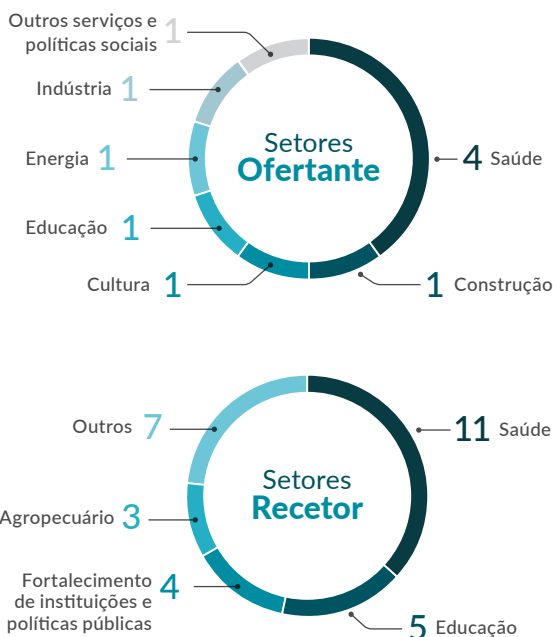 Outros serviços e
políticas sociais 1
Indústria 1
Energia 1
Educação 1
Cultura 1
Setores
Ofertante
4 Saúde
1 Construção
Outros 7
Agropecuário 3
Fortalecimento
de instituições e
políticas públicas 4
Setores
Recetor
11 Saúde
5 Educação